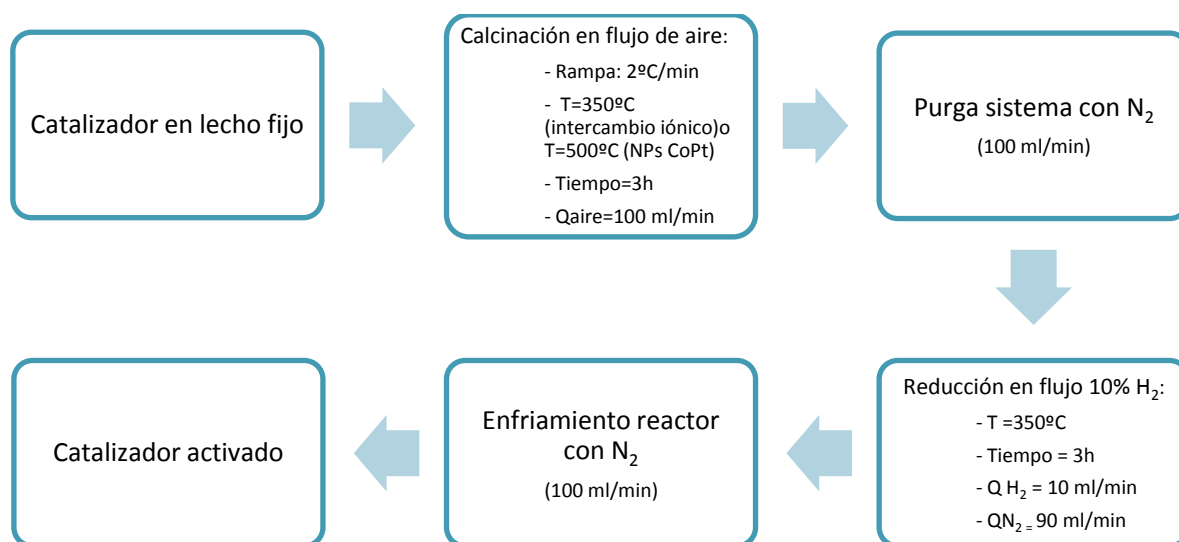 Catalizador en lecho fijo
Calcinación en flujo de aire:
- Rampa: 2ºC/min
- T=350ºC
(intercambio iónico)o
T=500ºC (NPs CoPt)
- Tiempo=3h
- Qaire=100 ml/min
Purga sistema con N₂
(100 ml/min)
Reducción en flujo 10% H₂:
- T =350ºC
- Tiempo = 3h
- Q H₂ = 10 ml/min
- QN₂ ₌ 90 ml/min
Enfriamiento reactor
con N₂
(100 ml/min)
Catalizador activado